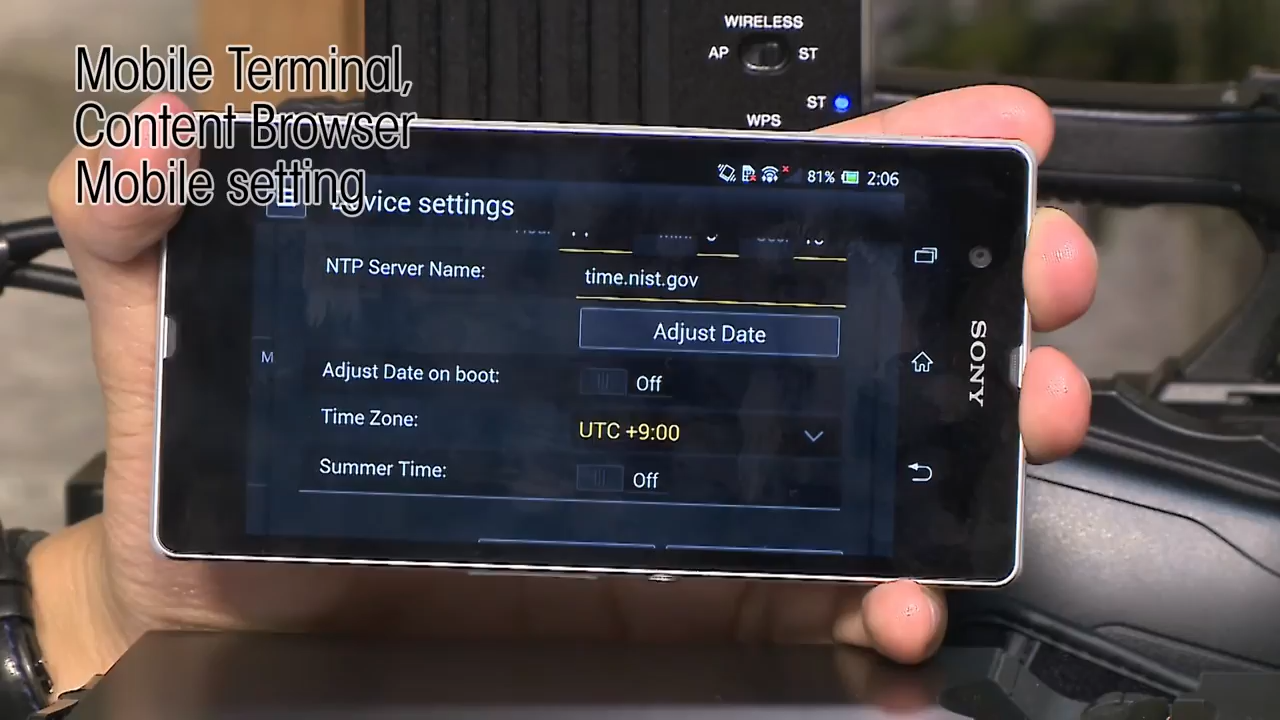 WIRELESS
AP ST
ST
WPS
Mobile Terminal,
Content Browser
Mobile setting
81% 2:06
vice settings
NTP Server Name: time.nist.gov
Adjust Date
M
Adjust Date on boot: Off
Time Zone: UTC +9:00
Summer Time: Off
SONY